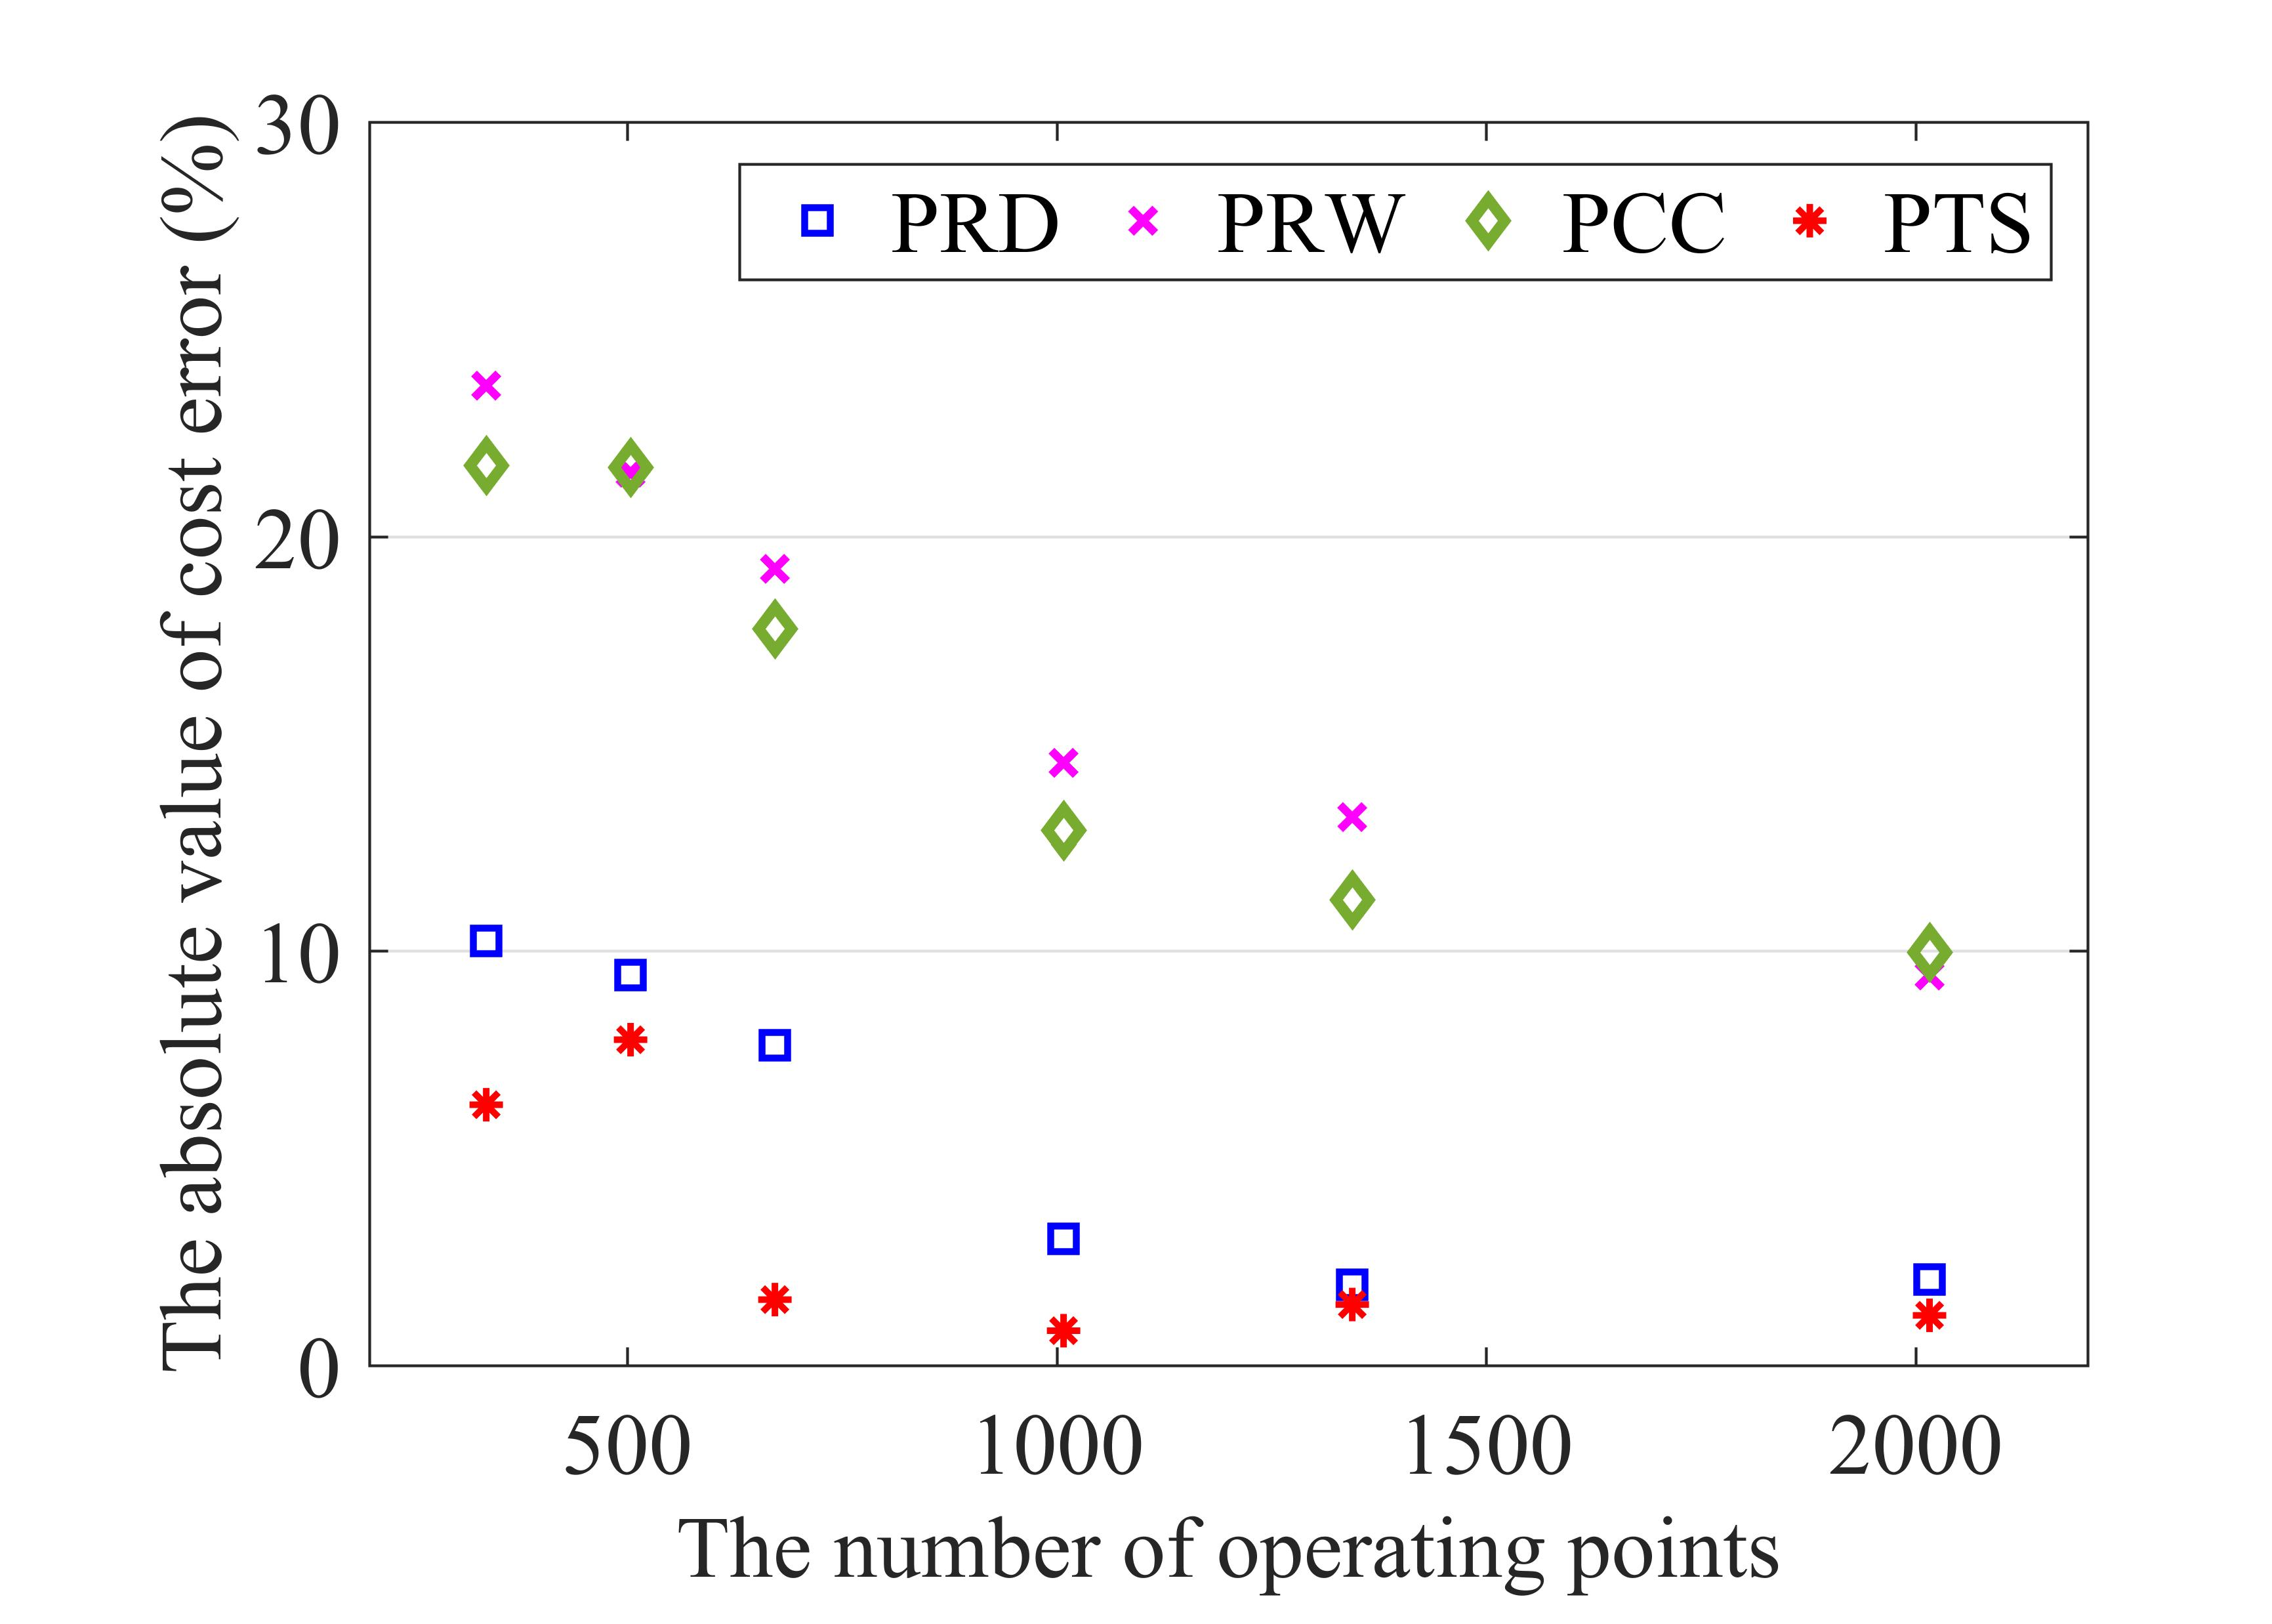 The absolute value of cost error (%)
30
20
10
0
PRD PRW PCC PTS
500 1000 1500 2000
The number of operating points